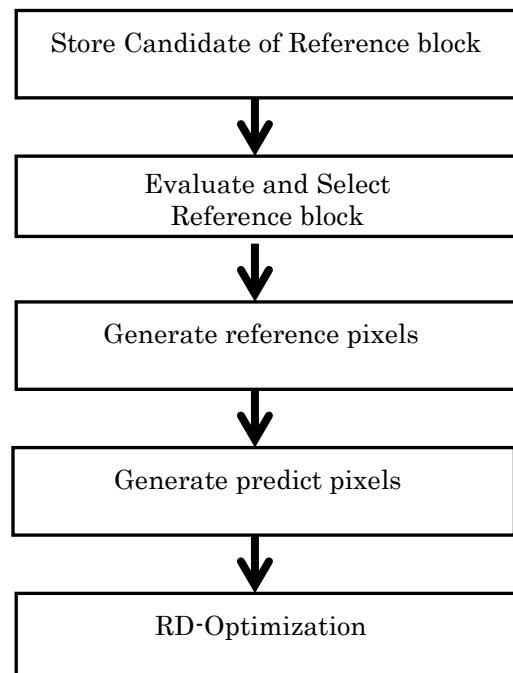 Store Candidate of Reference block
Evaluate and Select
Reference block
Generate reference pixels
Generate predict pixels
RD-Optimization